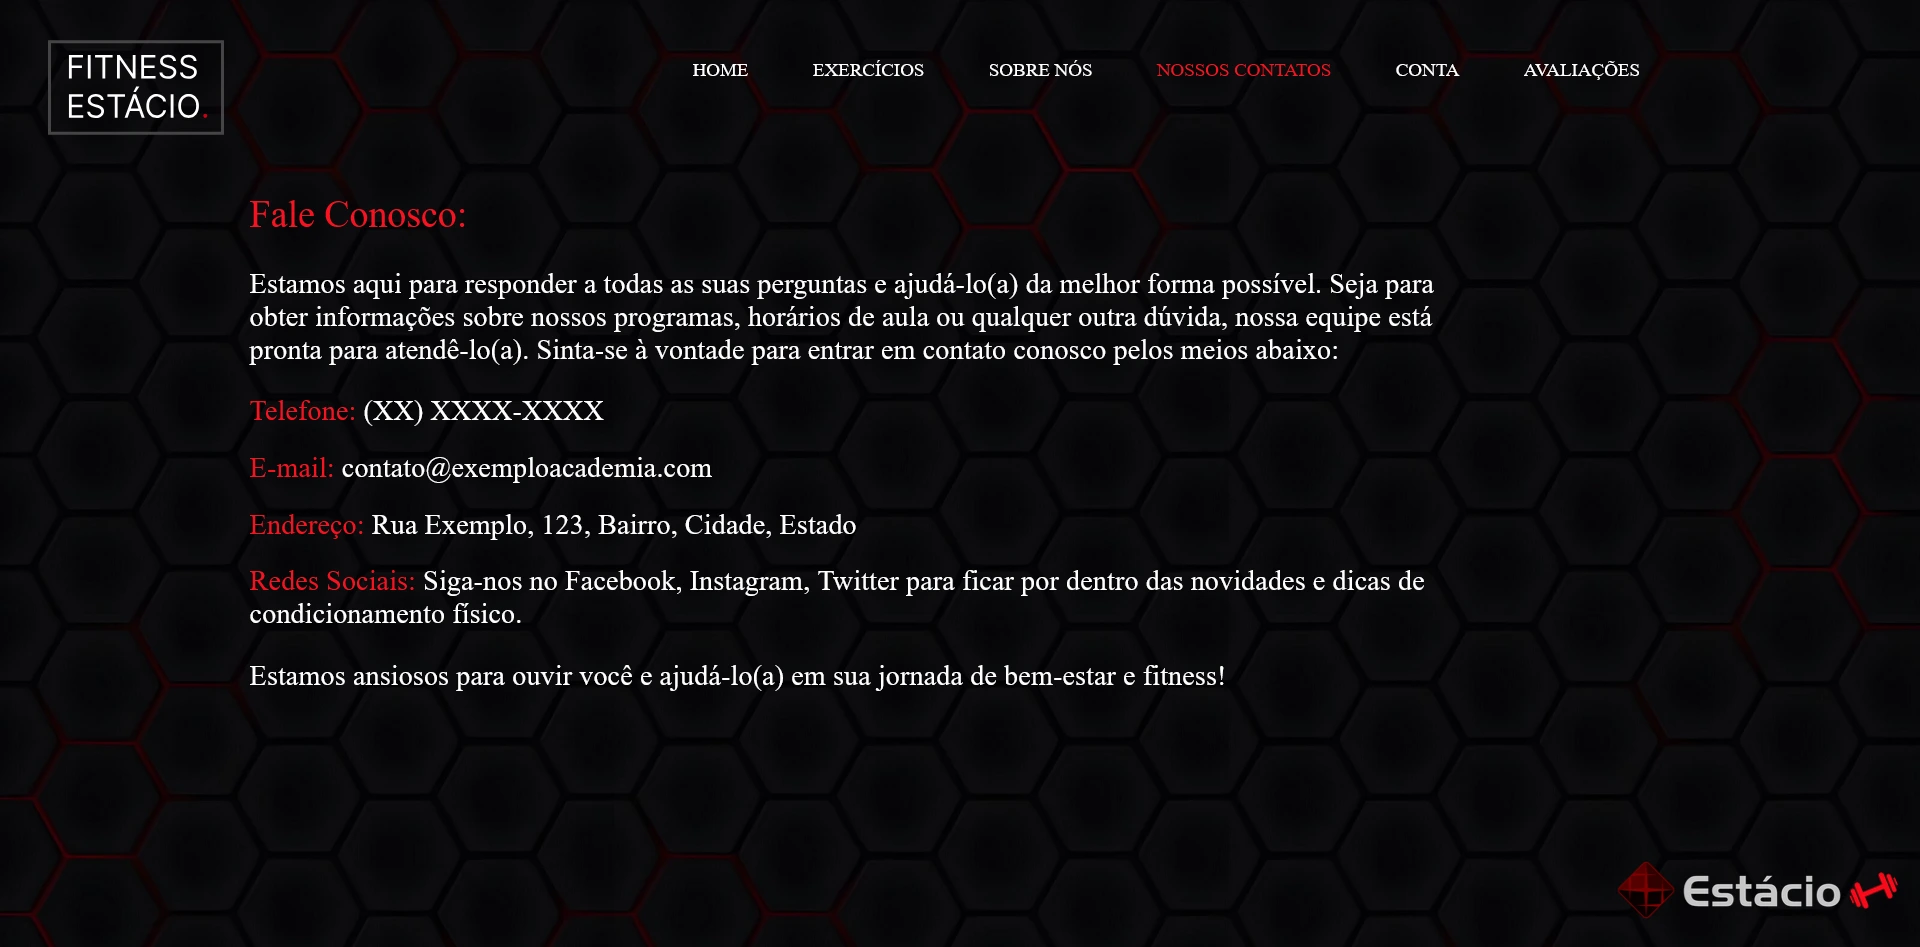 FITNESS
ESTÁCIO.
HOME EXERCÍCIOS SOBRE NÓS NOSSOS CONTATOS CONTA AVALIAÇÕES
Fale Conosco:
Estamos aqui para responder a todas as suas perguntas e ajudá-lo(a) da melhor forma possível. Seja para
obter informações sobre nossos programas, horários de aula ou qualquer outra dúvida, nossa equipe está
pronta para atendê-lo(a). Sinta-se à vontade para entrar em contato conosco pelos meios abaixo:
Telefone: (XX) XXXX-XXXX
E-mail: contato@exemploacademia.com
Endereço: Rua Exemplo, 123, Bairro, Cidade, Estado
Redes Sociais: Siga-nos no Facebook, Instagram, Twitter para ficar por dentro das novidades e dicas de
condicionamento físico.
Estamos ansiosos para ouvir você e ajudá-lo(a) em sua jornada de bem-estar e fitness!
Estácio